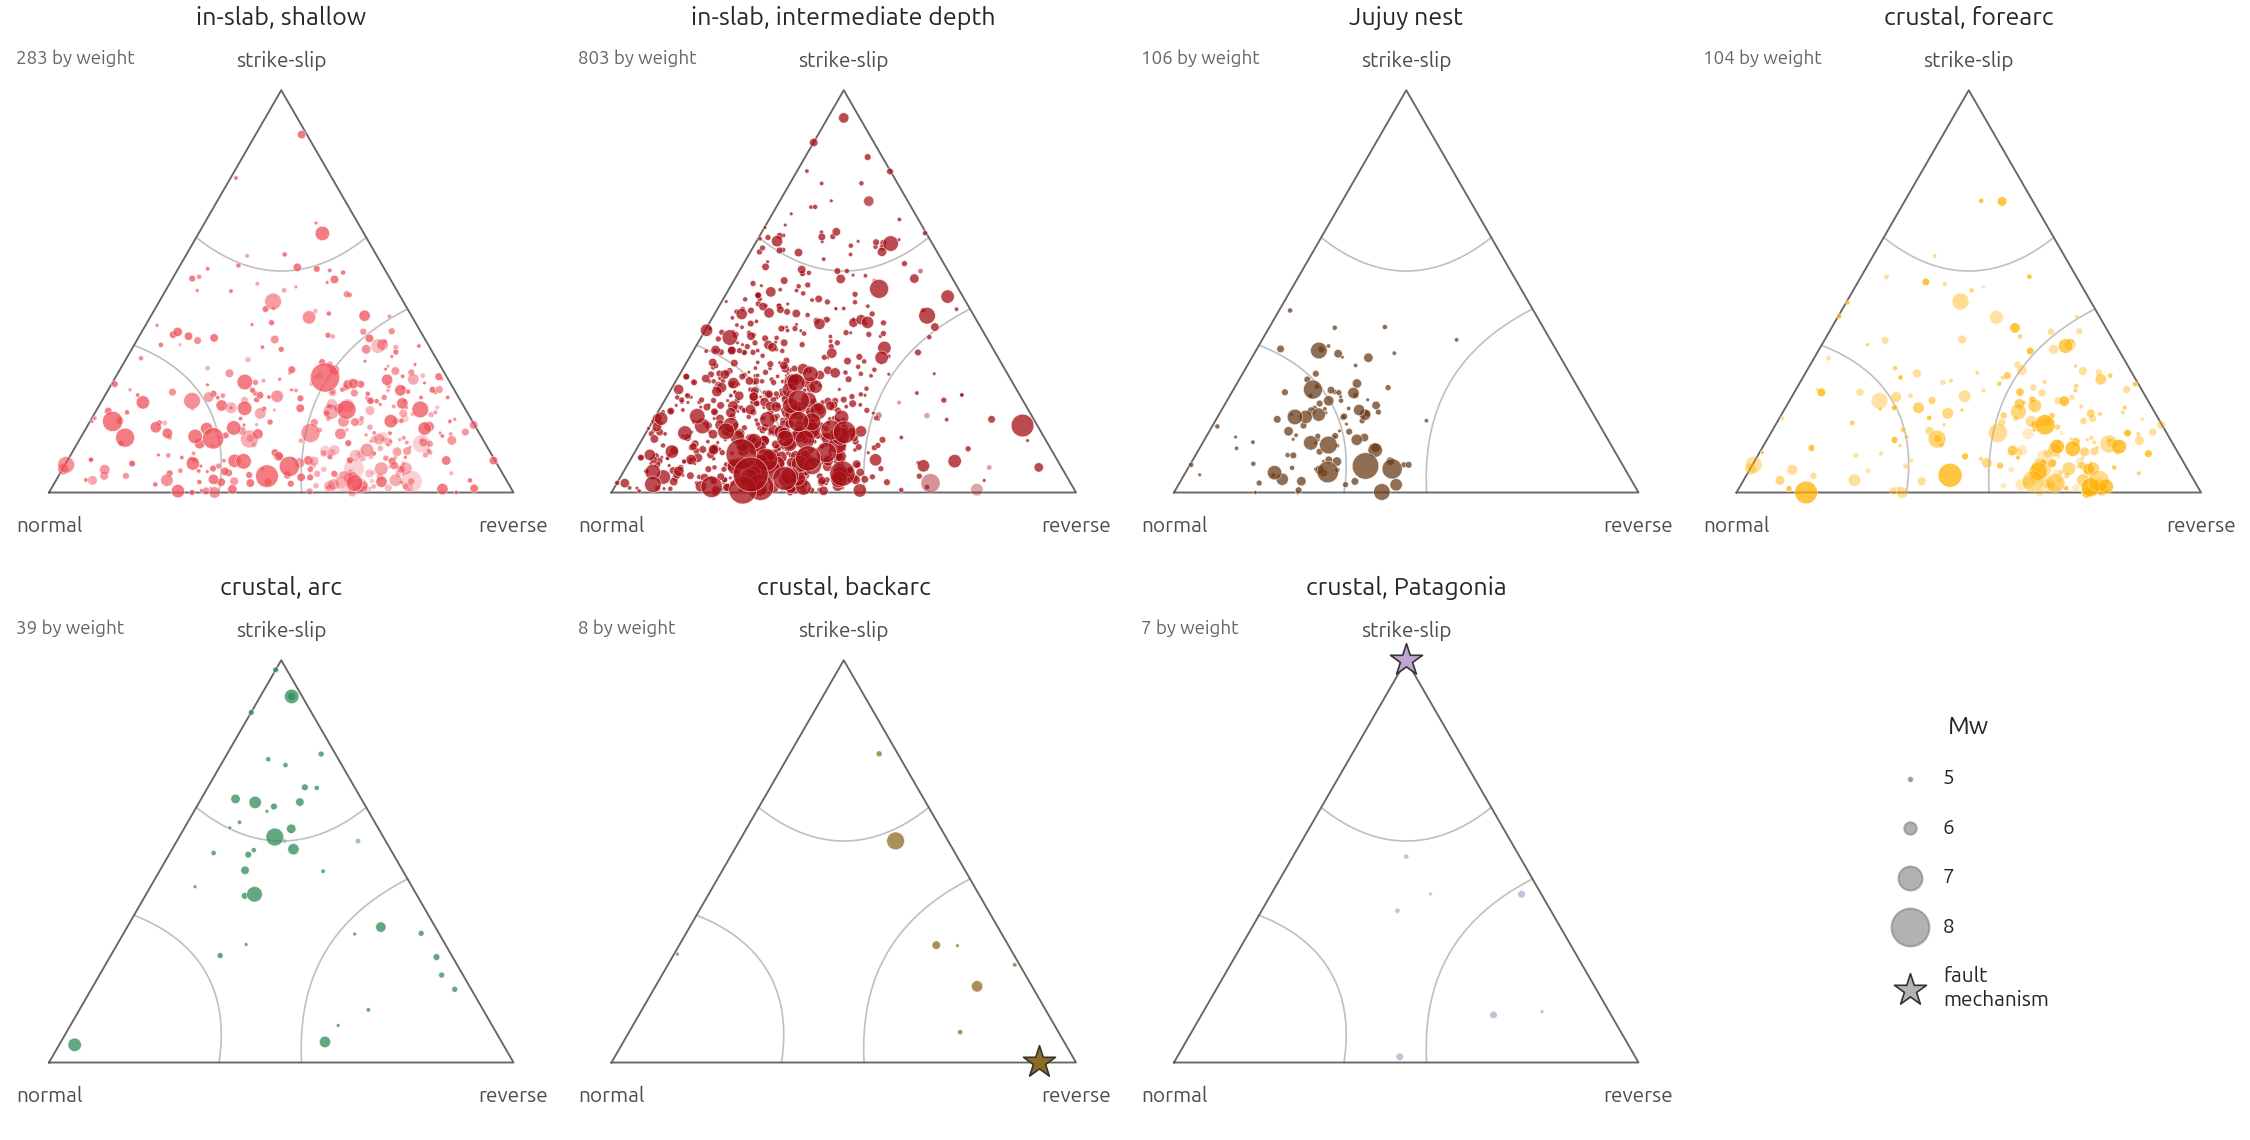 in-slab, shallow
283 by weight
strike-slip
normal
reverse
in-slab, intermediate depth
803 by weight
strike-slip
normal
reverse
Jujuy nest
106 by weight
strike-slip
normal
reverse
crustal, forearc
104 by weight
strike-slip
normal
reverse
crustal, arc
39 by weight
strike-slip
normal
reverse
crustal, backarc
8 by weight
strike-slip
normal
reverse
crustal, Patagonia
7 by weight
strike-slip
normal
reverse
Mw
5
6
7
8
fault
mechanism